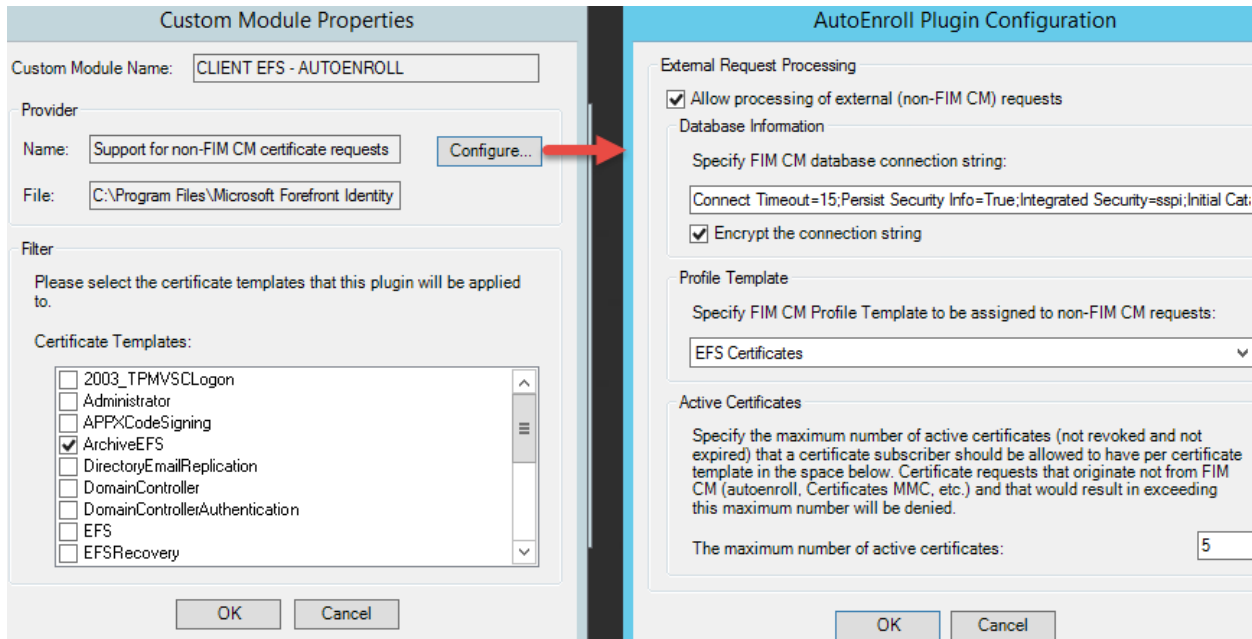 Custom Module Properties
Custom Module Name: CLIENT EFS - AUTOENROLL
Provider
Name: Support for non-FIM CM certificate requests Configure...
File: C:\Program Files\Microsoft Forefront Identity
Filter
Please select the certificate templates that this plugin will be applied
to.
Certificate Templates:
2003_TPMVSCLogon
Administrator
APPXCodeSigning
ArchiveEFS
DirectoryEmailReplication
DomainController
DomainControllerAuthentication
EFS
EFSRecovery
OK Cancel
AutoEnroll Plugin Configuration
External Request Processing
Allow processing of external (non-FIM CM) requests
Database Information
Specify FIM CM database connection string:
Connect Timeout=15;Persist Security Info=True;Integrated Security=sspi;Initial Cat
Encrypt the connection string
Profile Template
Specify FIM CM Profile Template to be assigned to non-FIM CM requests:
EFS Certificates
Active Certificates
Specify the maximum number of active certificates (not revoked and not
expired) that a certificate subscriber should be allowed to have per certificate
template in the space below. Certificate requests that originate not from FIM
CM (autoenroll, Certificates MMC, etc.) and that would result in exceeding
this maximum number will be denied.
The maximum number of active certificates: 5
OK Cancel